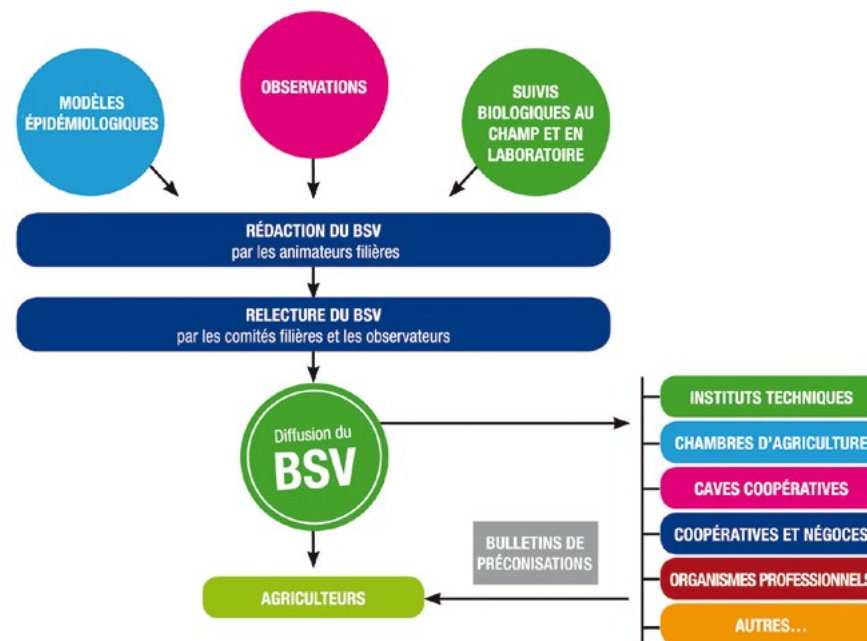 MODÈLES
ÉPIDÉMIOLOGIQUES
OBSERVATIONS
SUIVIS
BIOLOGIQUES AU
CHAMP ET EN
LABORATOIRE
RÉDACTION DU BSV
par les animateurs filières
RELECTURE DU BSV
par les comités filières et les observateurs
Diffusion du
BSV
INSTITUTS TECHNIQUES
CHAMBRES D'AGRICULTURE
CAVES COOPÉRATIVES
COOPÉRATIVES ET NÉGOCES
ORGANISMES PROFESSIONNELS
AUTRES...
BULLETINS DE
PRÉCONISATIONS
AGRICULTEURS